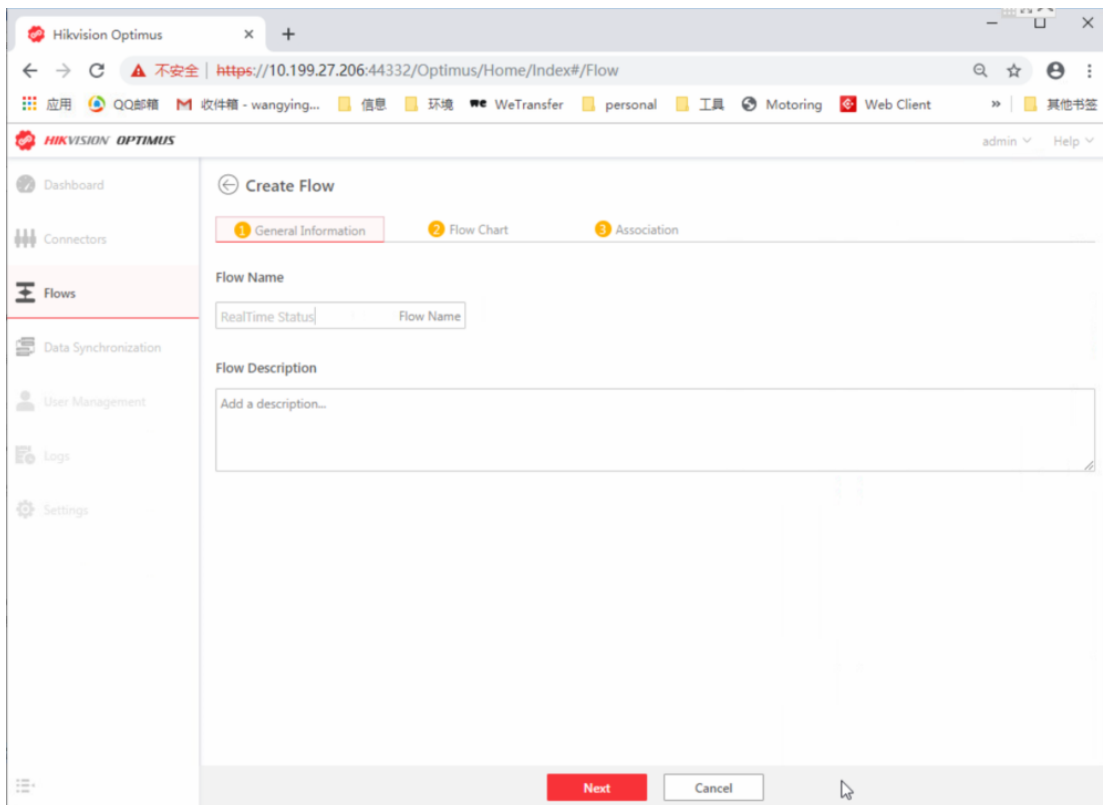 Hikvision Optimus
不安全 | https://10.199.27.206:44332/Optimus/Home/Index#/Flow
应用 QQ邮箱 收件箱 - wangying... 信息 环境 we WeTransfer personal 工具 Motoring Web Client » 其他书签
HIKVISION OPTIMUS admin Help
Dashboard
Connectors
Flows
Data Synchronization
User Management
Logs
Settings
Create Flow
1 General Information 2 Flow Chart 3 Association
Flow Name
RealTime Status Flow Name
Flow Description
Add a description...
Next Cancel